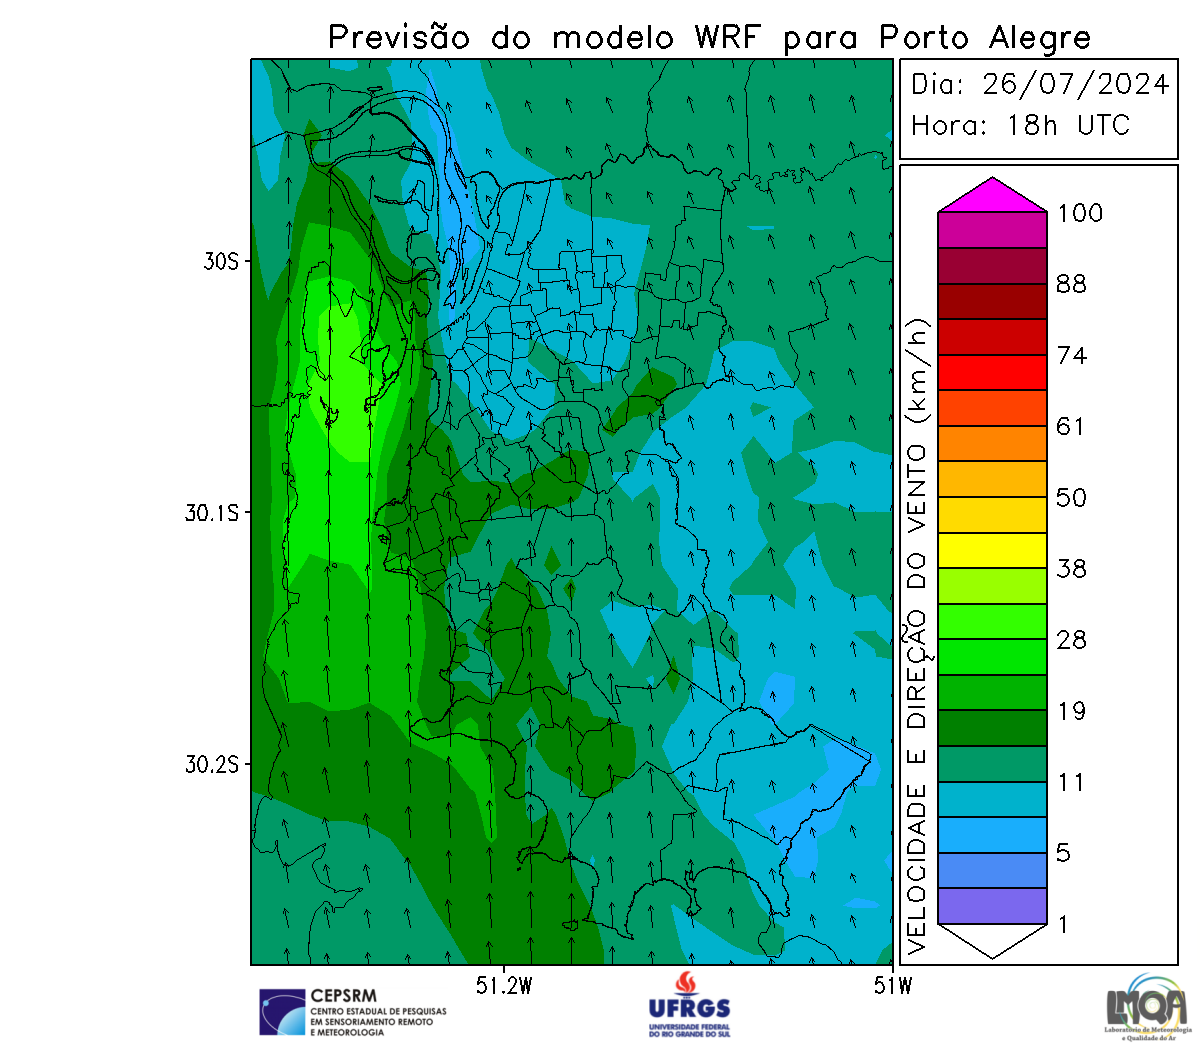 Previsão do modelo WRF para Porto Alegre
Dia: 26/07/2024
Hora: 18h UTC
30S
30.1S
30.2S
51.2W
51W
VELOCIDADE E DIREÇÃO DO VENTO (km/h)
100
88
74
61
50
38
28
19
11
5
1
CEPSRM
CENTRO ESTADUAL DE PESQUISAS
EM SENSORIAMENTO REMOTO
E METEOROLOGIA
UFRGS
UNIVERSIDADE FEDERAL
DO RIO GRANDE DO SUL
LMQA
Laboratório de Meteorologia
e Qualidade do Ar